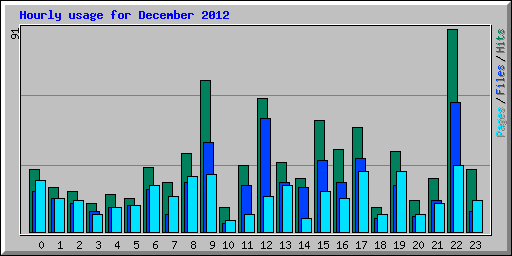 Hourly usage for December 2012
91
Pages / Files / Hits
0 1 2 3 4 5 6 7 8 9 10 11 12 13 14 15 16 17 18 19 20 21 22 23